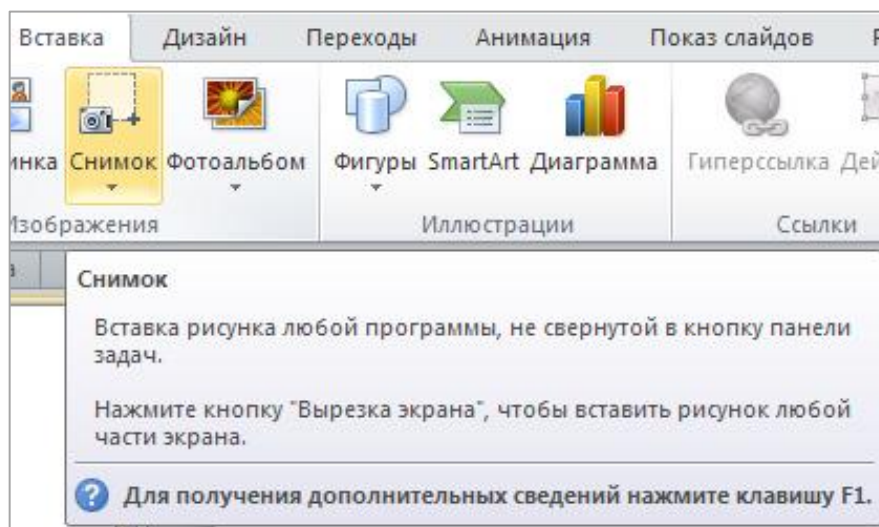 Вставка Дизайн Переходы Анимация Показ слайдов
Снимок Фотоальбом Фигуры SmartArt Диаграмма Гиперссылка
Иллюстрации Ссылки
Снимок
Вставка рисунка любой программы, не свернутой в кнопку панели
задач.
Нажмите кнопку "Вырезка экрана", чтобы вставить рисунок любой
части экрана.
Для получения дополнительных сведений нажмите клавишу F1.